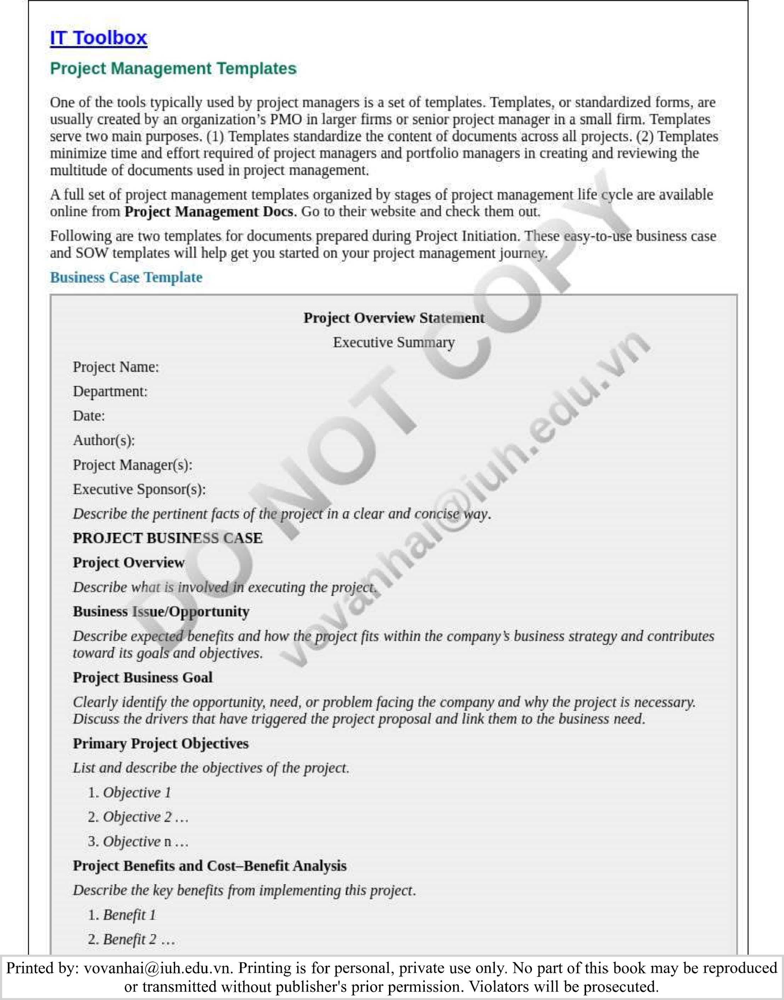 IT Toolbox
Project Management Templates
One of the tools typically used by project managers is a set of templates. Templates, or standardized forms, are
usually created by an organization’s PMO in larger firms or senior project manager in a small firm. Templates
serve two main purposes. (1) Templates standardize the content of documents across all projects. (2) Templates
minimize time and effort required of project managers and portfolio managers in creating and reviewing the
multitude of documents used in project management.
A full set of project management templates organized by stages of project management life cycle are available
online from Project Management Docs. Go to their website and check them out.
Following are two templates for documents prepared during Project Initiation. These easy-to-use business case
and SOW templates will help get you started on your project management journey.
Business Case Template
Project Overview Statement
Executive Summary
Project Name:
Department:
Date:
Author(s):
Project Manager(s):
Executive Sponsor(s):
Describe the pertinent facts of the project in a clear and concise way.
PROJECT BUSINESS CASE
Project Overview
Describe what is involved in executing the project.
Business Issue/Opportunity
Describe expected benefits and how the project fits within the company’s business strategy and contributes
toward its goals and objectives.
Project Business Goal
Clearly identify the opportunity, need, or problem facing the company and why the project is necessary.
Discuss the drivers that have triggered the project proposal and link them to the business need.
Primary Project Objectives
List and describe the objectives of the project.
1. Objective 1
2. Objective 2 …
3. Objective n …
Project Benefits and Cost–Benefit Analysis
Describe the key benefits from implementing this project.
1. Benefit 1
2. Benefit 2 …
DO NOT COPY
vovanhai@iuh.edu.vn
Printed by: vovanhai@iuh.edu.vn. Printing is for personal, private use only. No part of this book may be reproduced
or transmitted without publisher's prior permission. Violators will be prosecuted.